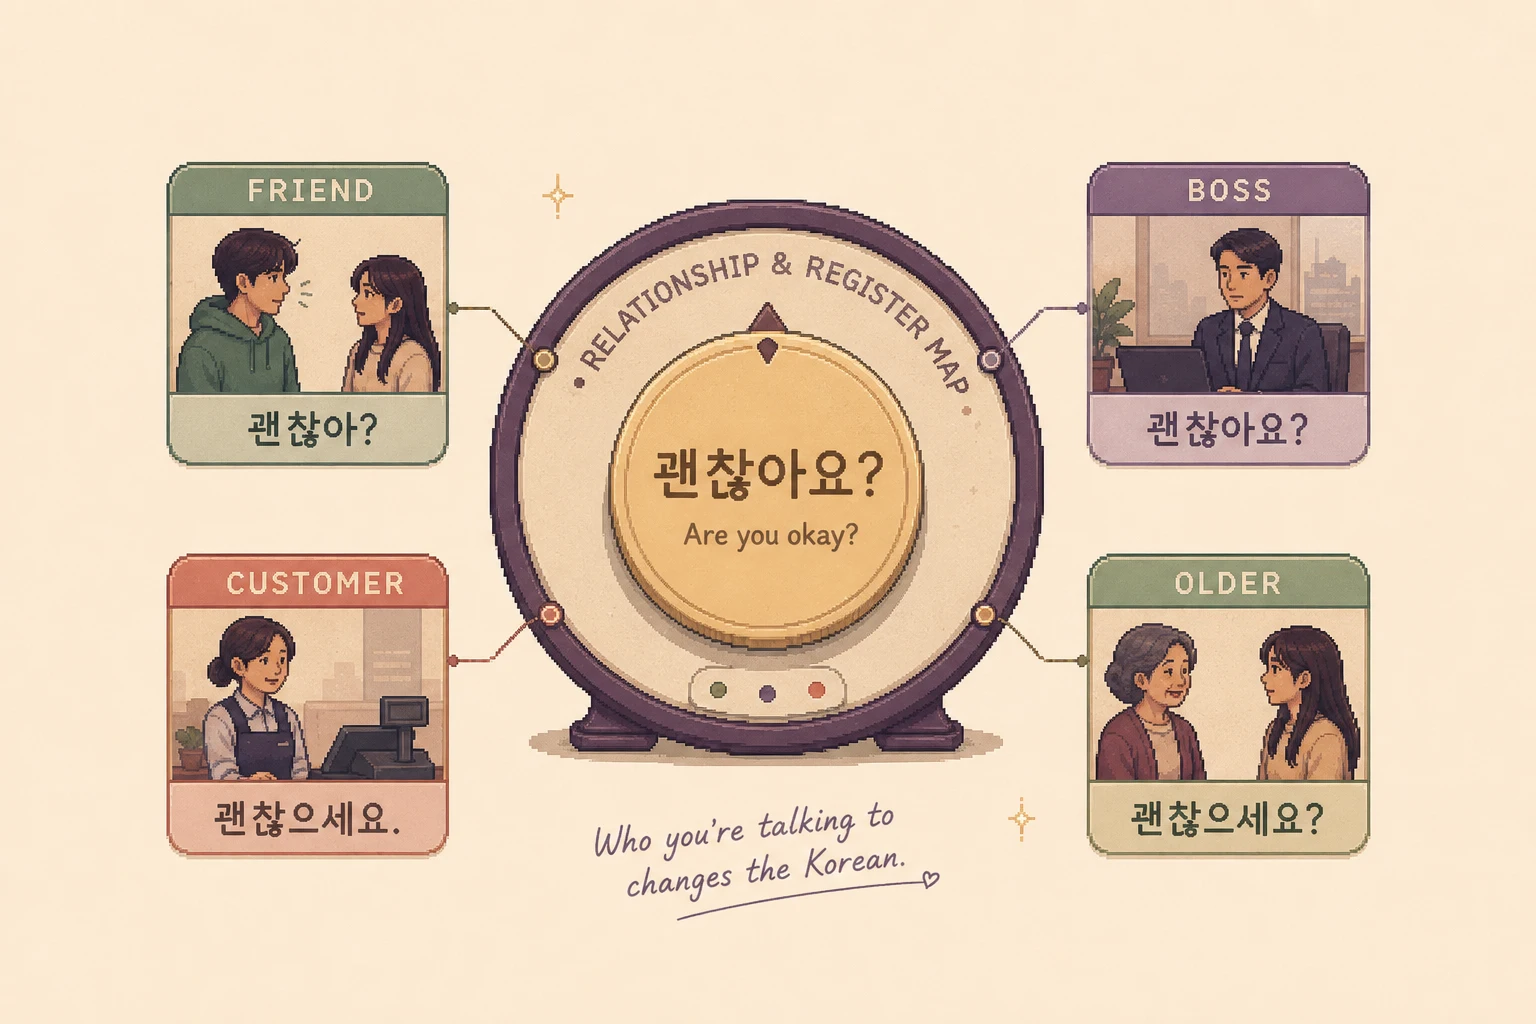 FRIEND
괜찮아?
BOSS
괜찮아요?
RELATIONSHIP & REGISTER MAP
괜찮아요?
Are you okay?
CUSTOMER
괜찮으세요.
OLDER
괜찮으세요?
Who you're talking to
changes the Korean.